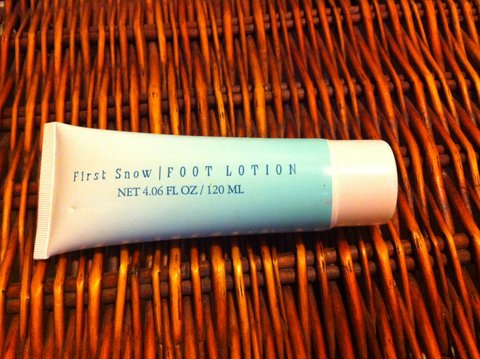 First Snow | FOOT LOTION
NET 4.06 FL OZ / 120 ML